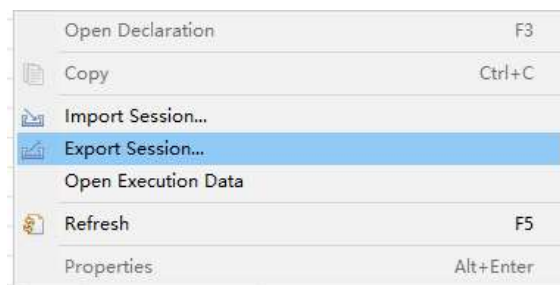 Open Declaration F3
Copy Ctrl+C
Import Session...
Export Session...
Open Execution Data
Refresh F5
Properties Alt+Enter